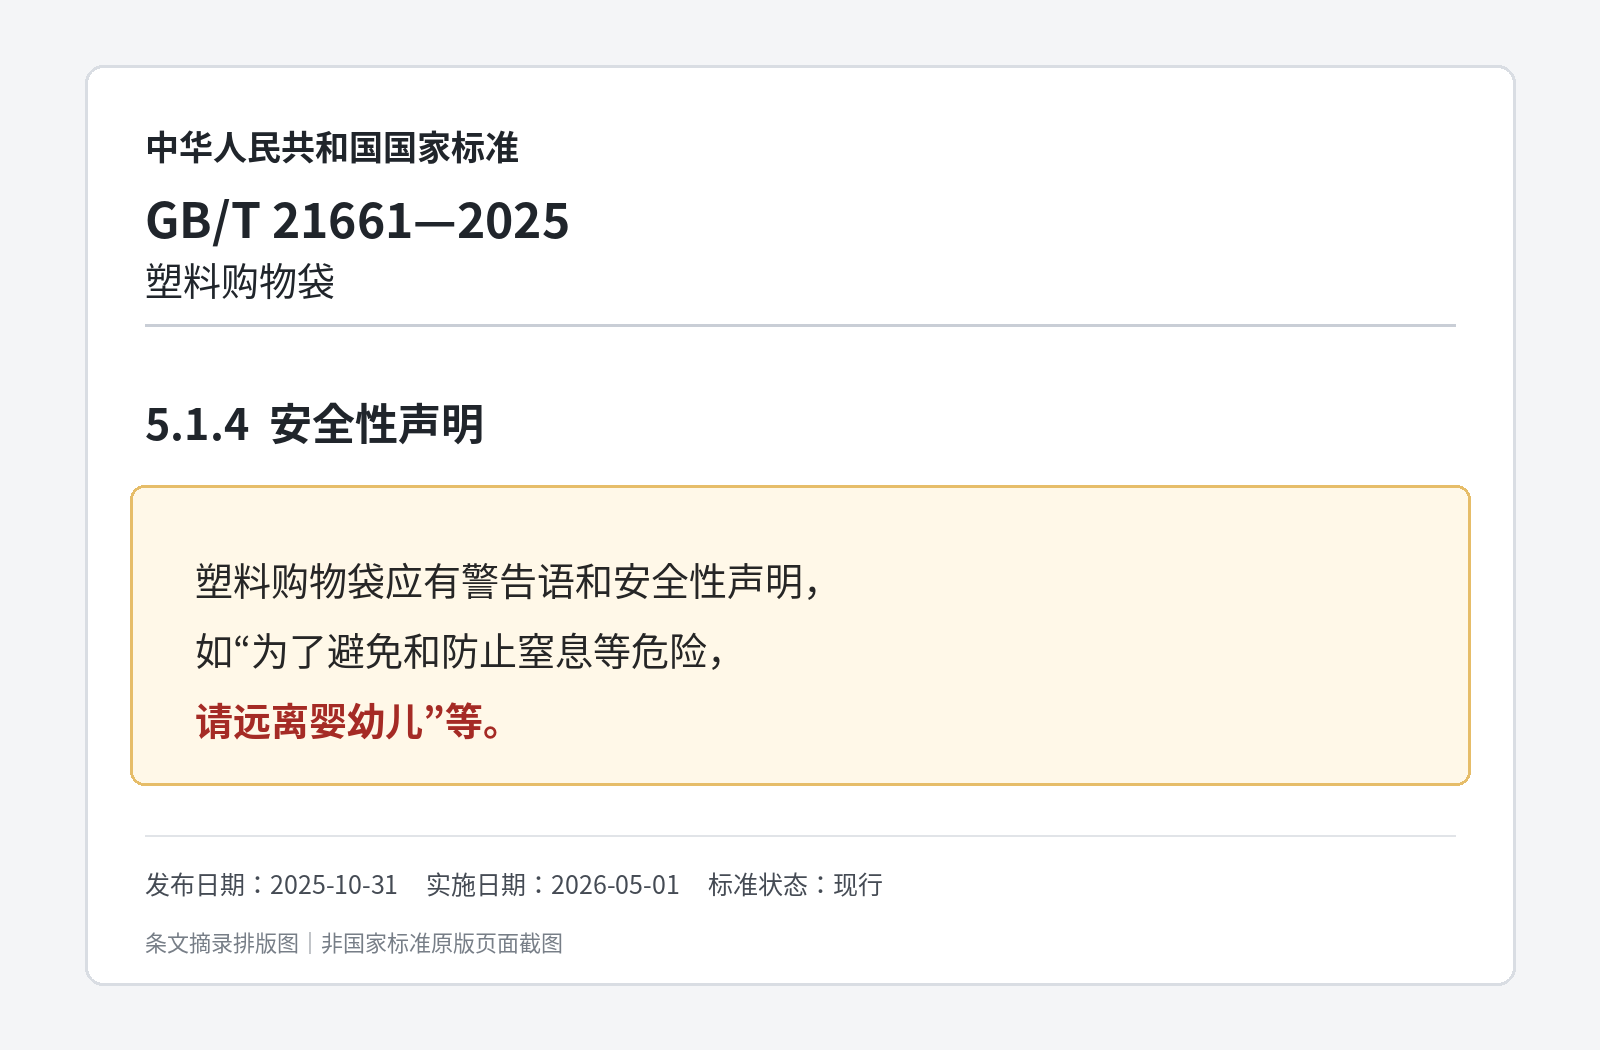 中华人民共和国国家标准
GB/T 21661—2025
塑料购物袋
5.1.4 安全性声明
塑料购物袋应有警告语和安全性声明，
如“为了避免和防止窒息等危险，
请远离婴幼儿”等。
发布日期：2025-10-31 实施日期：2026-05-01 标准状态：现行
条文摘录排版图｜非国家标准原版页面截图